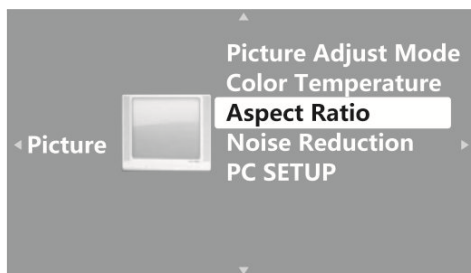 Picture Adjust Mode
Color Temperature
Aspect Ratio
Picture
Noise Reduction
PC SETUP